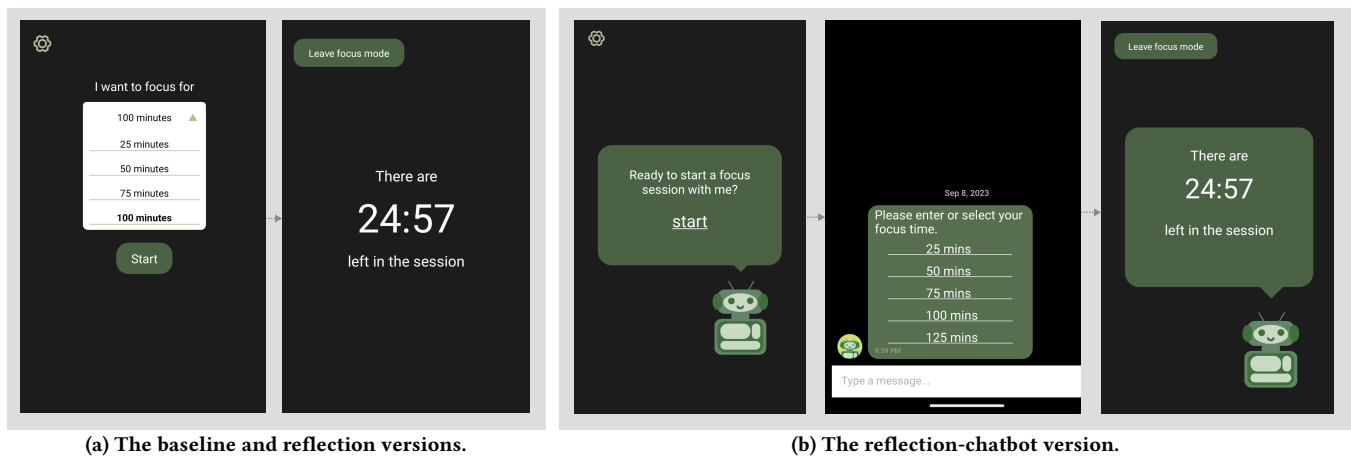 I want to focus for
100 minutes
25 minutes
50 minutes
75 minutes
100 minutes
Start
Leave focus mode
There are
24:57
left in the session
(a) The baseline and reflection versions.
Ready to start a focus
session with me?
start
Sep 8, 2023
Please enter or select your
focus time.
25 mins
50 mins
75 mins
100 mins
125 mins
9:39 PM
Type a message...
Leave focus mode
There are
24:57
left in the session
(b) The reflection-chatbot version.